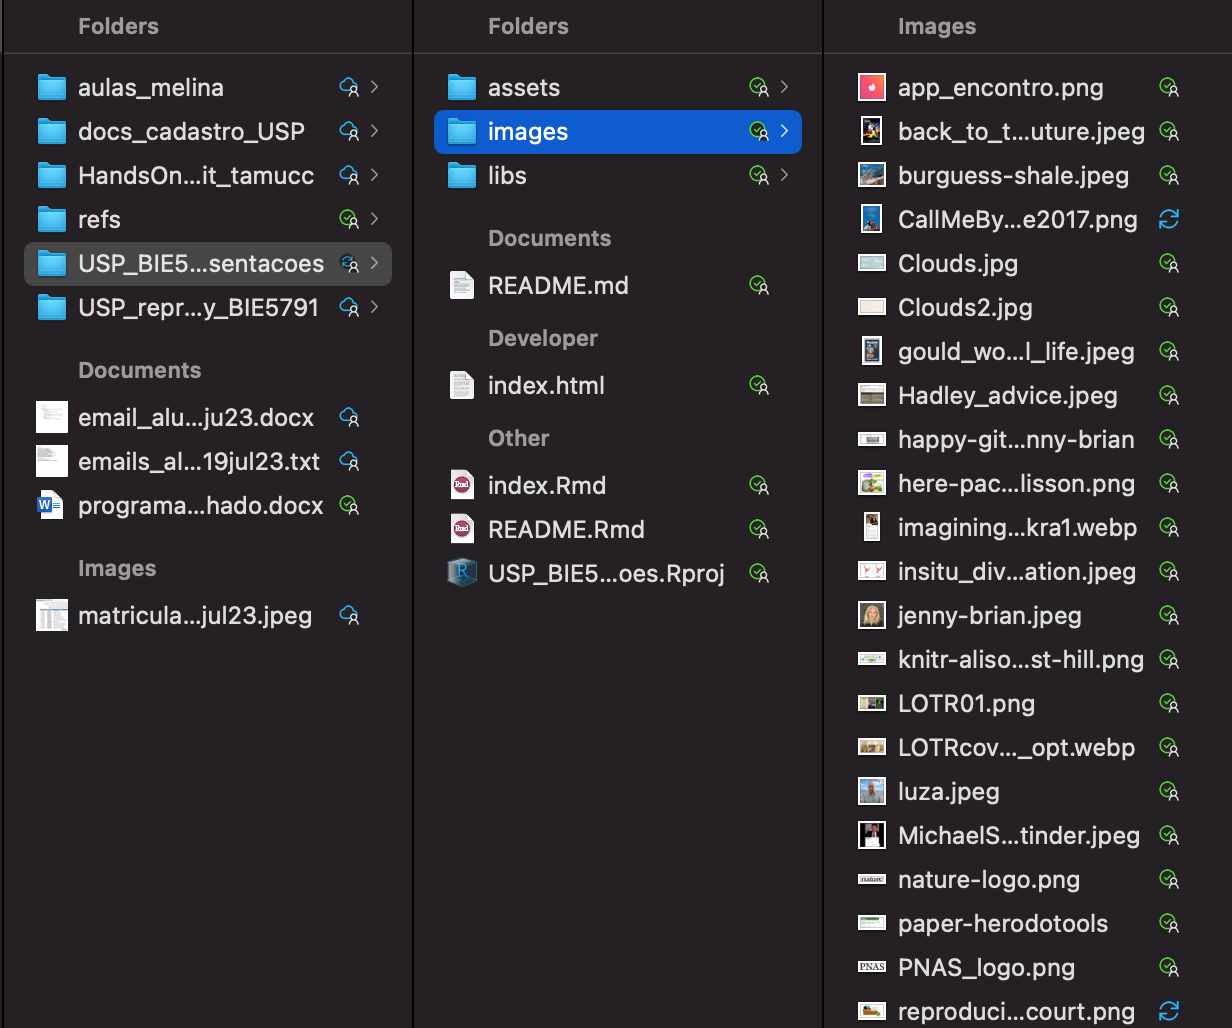 Folders
aulas_melina
docs_cadastro_USP
HandsOn...it_tamucc
refs
USP_BIE5...sentacoes
USP_repr...y_BIE5791
Documents
email_alu...ju23.docx
emails_al...19jul23.txt
programa...hado.docx
Images
matricula...jul23.jpeg
Folders
assets
images
libs
Documents
README.md
Developer
index.html
Other
index.Rmd
README.Rmd
USP_BIE5...oes.Rproj
Images
app_encontro.png
back_to_t...uture.jpeg
burguess-shale.jpeg
CallMeBy...e2017.png
Clouds.jpg
Clouds2.jpg
gould_wo...l_life.jpeg
Hadley_advice.jpeg
happy-git...nny-brian
here-pac...lisson.png
imagining...kra1.webp
insitu_div...ation.jpeg
jenny-brian.jpeg
knitr-aliso...st-hill.png
LOTR01.png
LOTRcov..._opt.webp
luza.jpeg
MichaelS...tinder.jpeg
nature-logo.png
paper-herodotools
PNAS_logo.png
reproduci...court.png